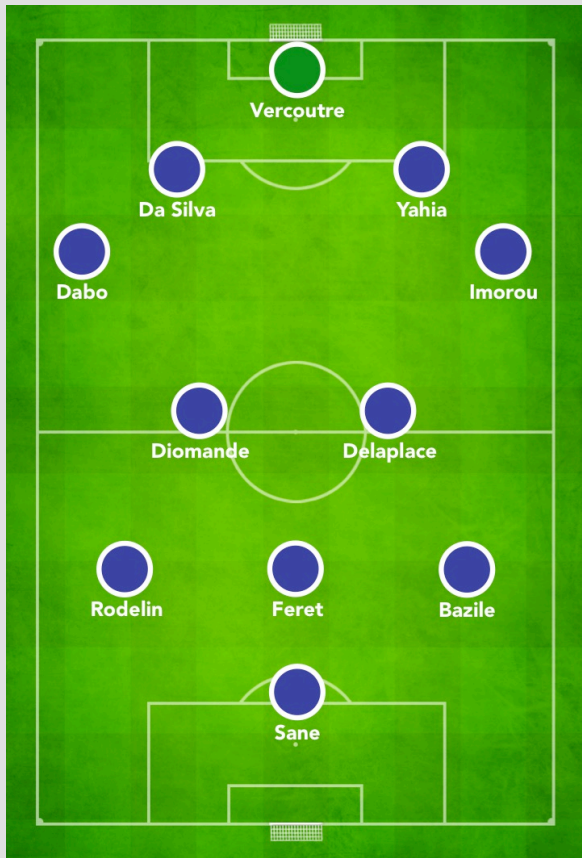 Vercoutre
Da Silva
Yahia
Dabo
Imorou
Diomande
Delaplace
Rodelin
Feret
Bazile
Sane